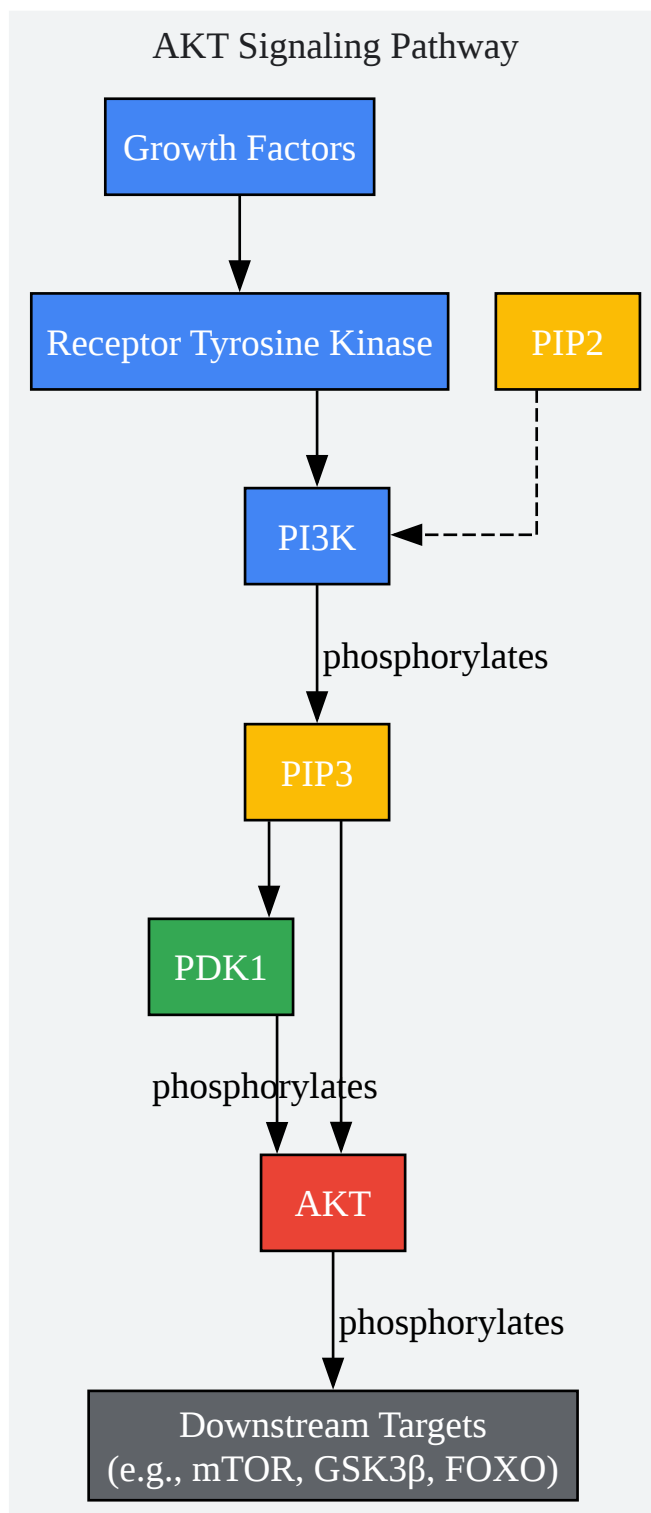 AKT Signaling Pathway
Growth Factors
Receptor Tyrosine Kinase
PIP2
PI3K
phosphorylates
PIP3
PDK1
phosphorylates
AKT
phosphorylates
Downstream Targets
(e.g., mTOR, GSK3β, FOXO)